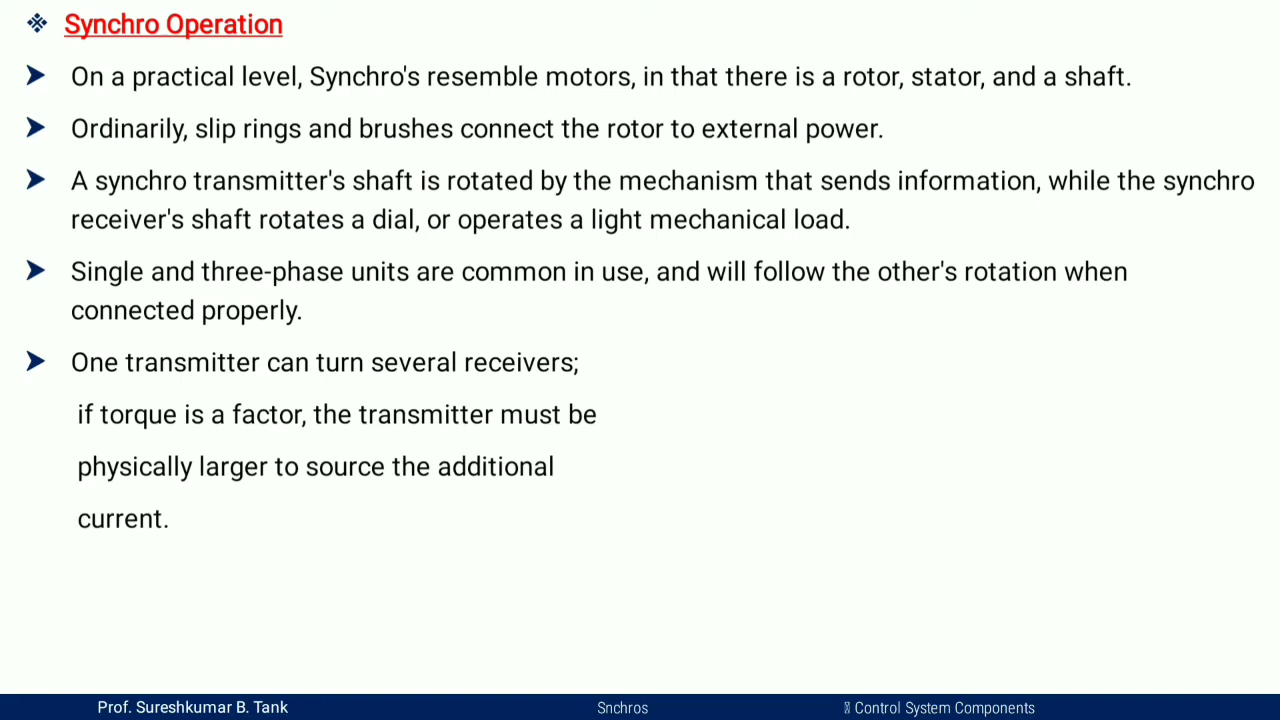 Synchro Operation
On a practical level, Synchro's resemble motors, in that there is a rotor, stator, and a shaft.
Ordinarily, slip rings and brushes connect the rotor to external power.
A synchro transmitter's shaft is rotated by the mechanism that sends information, while the synchro
receiver's shaft rotates a dial, or operates a light mechanical load.
Single and three-phase units are common in use, and will follow the other's rotation when
connected properly.
One transmitter can turn several receivers;
if torque is a factor, the transmitter must be
physically larger to source the additional
current.
Prof. Sureshkumar B. Tank
Snchros
Control System Components